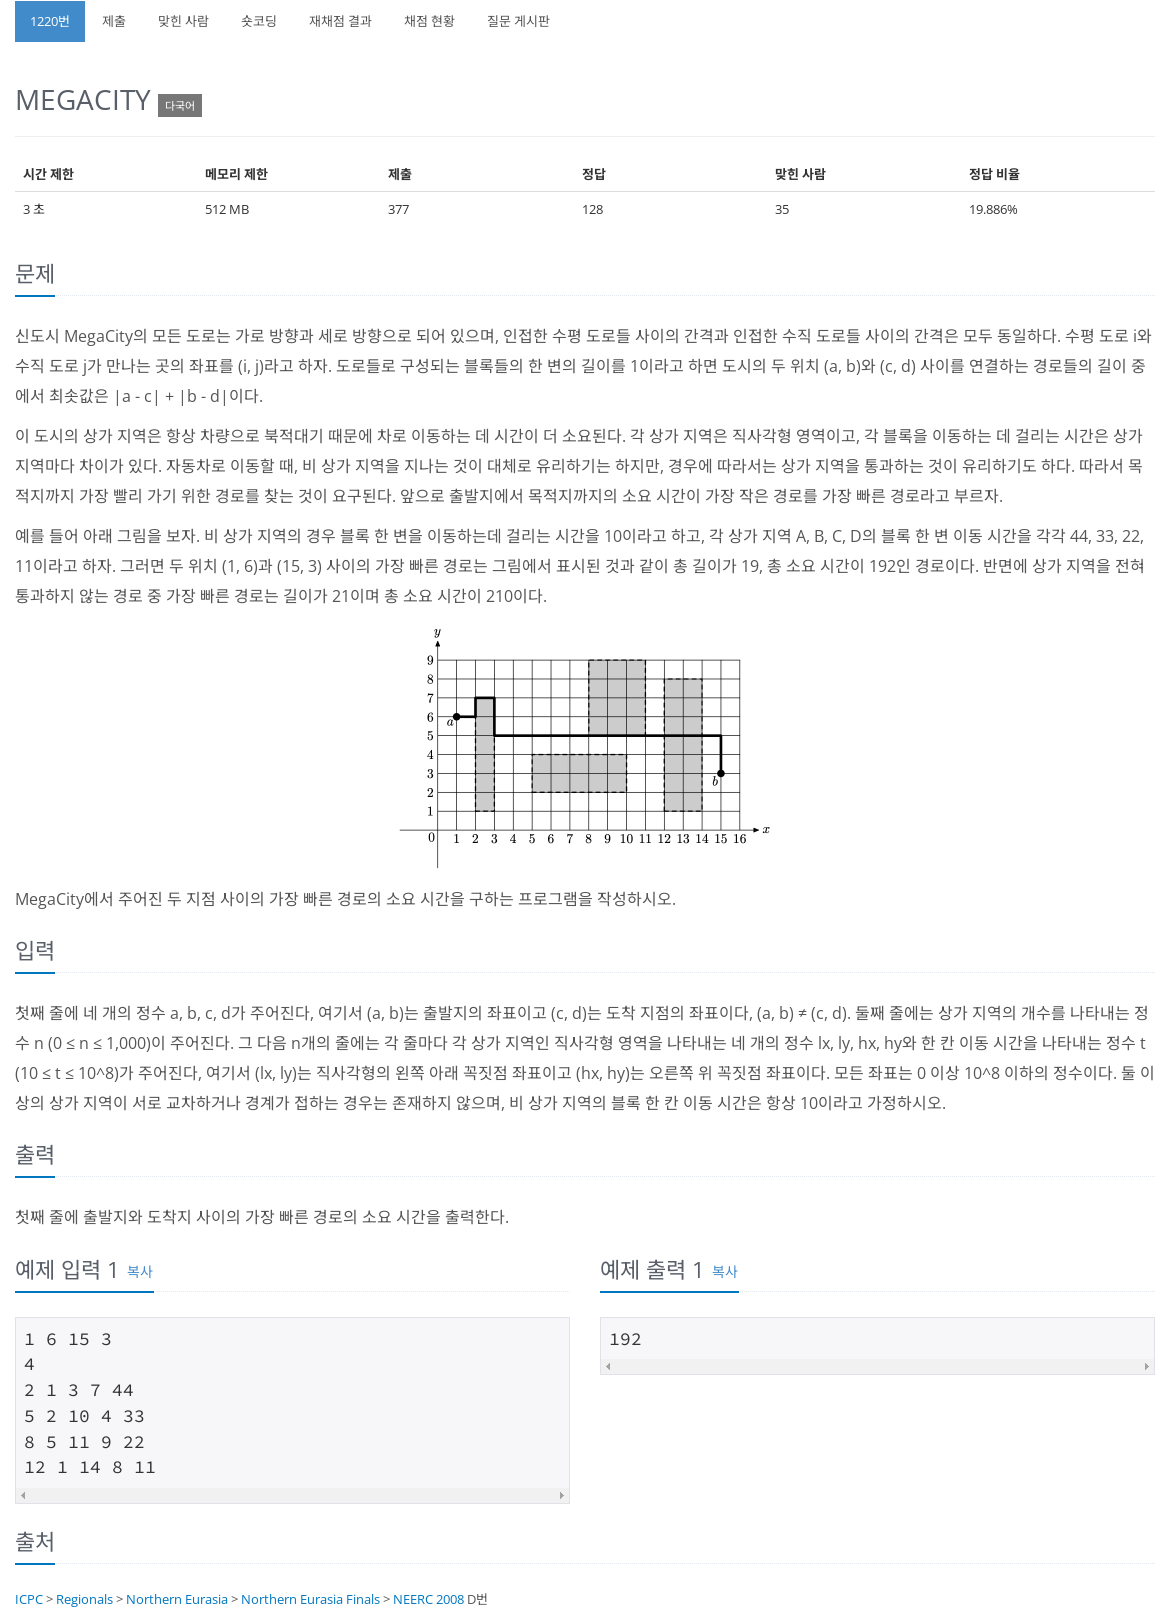 1220번 제출 맞힌 사람 숏코딩 재채점 결과 채점 현황 질문 게시판
MEGACITY 다국어
시간 제한 메모리 제한 제출 정답 맞힌 사람 정답 비율
3 초 512 MB 377 128 35 19.886%
문제
신도시 MegaCity의 모든 도로는 가로 방향과 세로 방향으로 되어 있으며, 인접한 수평 도로들 사이의 간격과 인접한 수직 도로들 사이의 간격은 모두 동일하다. 수평 도로 i와
수직 도로 j가 만나는 곳의 좌표를 (i, j)라고 하자. 도로들로 구성되는 블록들의 한 변의 길이를 1이라고 하면 도시의 두 위치 (a, b)와 (c, d) 사이를 연결하는 경로들의 길이 중
에서 최솟값은 |a - c| + |b - d|이다.
이 도시의 상가 지역은 항상 차량으로 북적대기 때문에 차로 이동하는 데 시간이 더 소요된다. 각 상가 지역은 직사각형 영역이고, 각 블록을 이동하는 데 걸리는 시간은 상가
지역마다 차이가 있다. 자동차로 이동할 때, 비 상가 지역을 지나는 것이 대체로 유리하기는 하지만, 경우에 따라서는 상가 지역을 통과하는 것이 유리하기도 하다. 따라서 목
적지까지 가장 빨리 가기 위한 경로를 찾는 것이 요구된다. 앞으로 출발지에서 목적지까지의 소요 시간이 가장 작은 경로를 가장 빠른 경로라고 부르자.
예를 들어 아래 그림을 보자. 비 상가 지역의 경우 블록 한 변을 이동하는데 걸리는 시간을 10이라고 하고, 각 상가 지역 A, B, C, D의 블록 한 변 이동 시간을 각각 44, 33, 22,
11이라고 하자. 그러면 두 위치 (1, 6)과 (15, 3) 사이의 가장 빠른 경로는 그림에서 표시된 것과 같이 총 길이가 19, 총 소요 시간이 192인 경로이다. 반면에 상가 지역을 전혀
통과하지 않는 경로 중 가장 빠른 경로는 길이가 21이며 총 소요 시간이 210이다.
y
9
8
7
6
a
5
4
3
b
2
1
x
0 1 2 3 4 5 6 7 8 9 10 11 12 13 14 15 16
MegaCity에서 주어진 두 지점 사이의 가장 빠른 경로의 소요 시간을 구하는 프로그램을 작성하시오.
입력
첫째 줄에 네 개의 정수 a, b, c, d가 주어진다, 여기서 (a, b)는 출발지의 좌표이고 (c, d)는 도착 지점의 좌표이다, (a, b) ≠ (c, d). 둘째 줄에는 상가 지역의 개수를 나타내는 정
수 n (0 ≤ n ≤ 1,000)이 주어진다. 그 다음 n개의 줄에는 각 줄마다 각 상가 지역인 직사각형 영역을 나타내는 네 개의 정수 lx, ly, hx, hy와 한 칸 이동 시간을 나타내는 정수 t
(10 ≤ t ≤ 10^8)가 주어진다, 여기서 (lx, ly)는 직사각형의 왼쪽 아래 꼭짓점 좌표이고 (hx, hy)는 오른쪽 위 꼭짓점 좌표이다. 모든 좌표는 0 이상 10^8 이하의 정수이다. 둘 이
상의 상가 지역이 서로 교차하거나 경계가 접하는 경우는 존재하지 않으며, 비 상가 지역의 블록 한 칸 이동 시간은 항상 10이라고 가정하시오.
출력
첫째 줄에 출발지와 도착지 사이의 가장 빠른 경로의 소요 시간을 출력한다.
예제 입력 1 복사
1 6 15 3
4
2 1 3 7 44
5 2 10 4 33
8 5 11 9 22
12 1 14 8 11
예제 출력 1 복사
192
출처
ICPC > Regionals > Northern Eurasia > Northern Eurasia Finals > NEERC 2008 D번